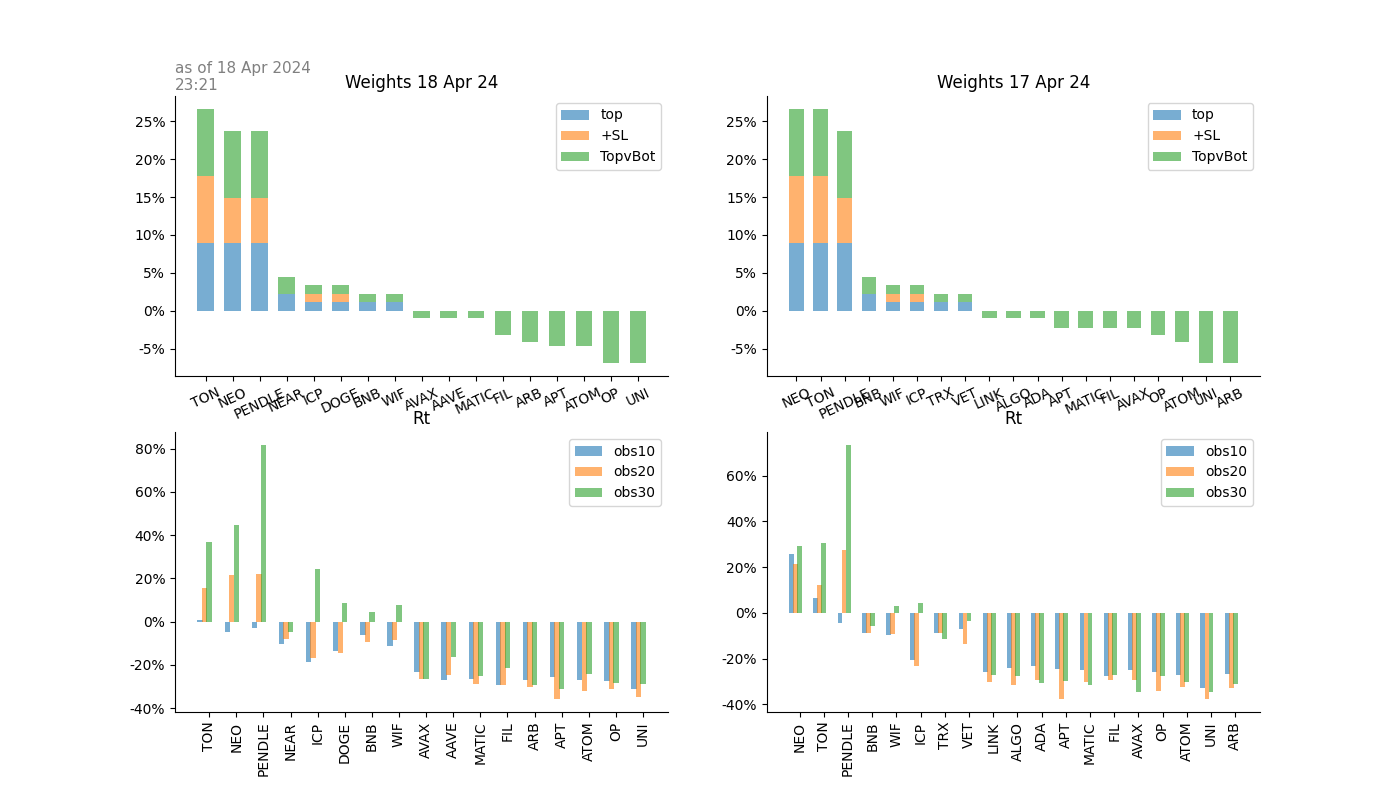 as of 18 Apr 2024
23:21
Weights 18 Apr 24
25%
20%
15%
10%
5%
0%
-5%
top
+SL
TopvBot
TON NEO PENDLE NEAR ICP DOGE BNB WIF AVAX AAVE MATIC FIL ARB APT ATOM OP UNI
Weights 17 Apr 24
25%
20%
15%
10%
5%
0%
-5%
top
+SL
TopvBot
NEO TON PENDLE BNB WIF ICP TRX VET LINK ALGO ADA APT MATIC FIL AVAX OP ATOM UNI ARB
Rt
80%
60%
40%
20%
0%
-20%
-40%
obs10
obs20
obs30
TON NEO PENDLE NEAR ICP DOGE BNB WIF AVAX AAVE MATIC FIL ARB APT ATOM OP UNI
Rt
60%
40%
20%
0%
-20%
-40%
obs10
obs20
obs30
NEO TON PENDLE BNB WIF ICP TRX VET LINK ALGO ADA APT MATIC FIL AVAX OP ATOM UNI ARB